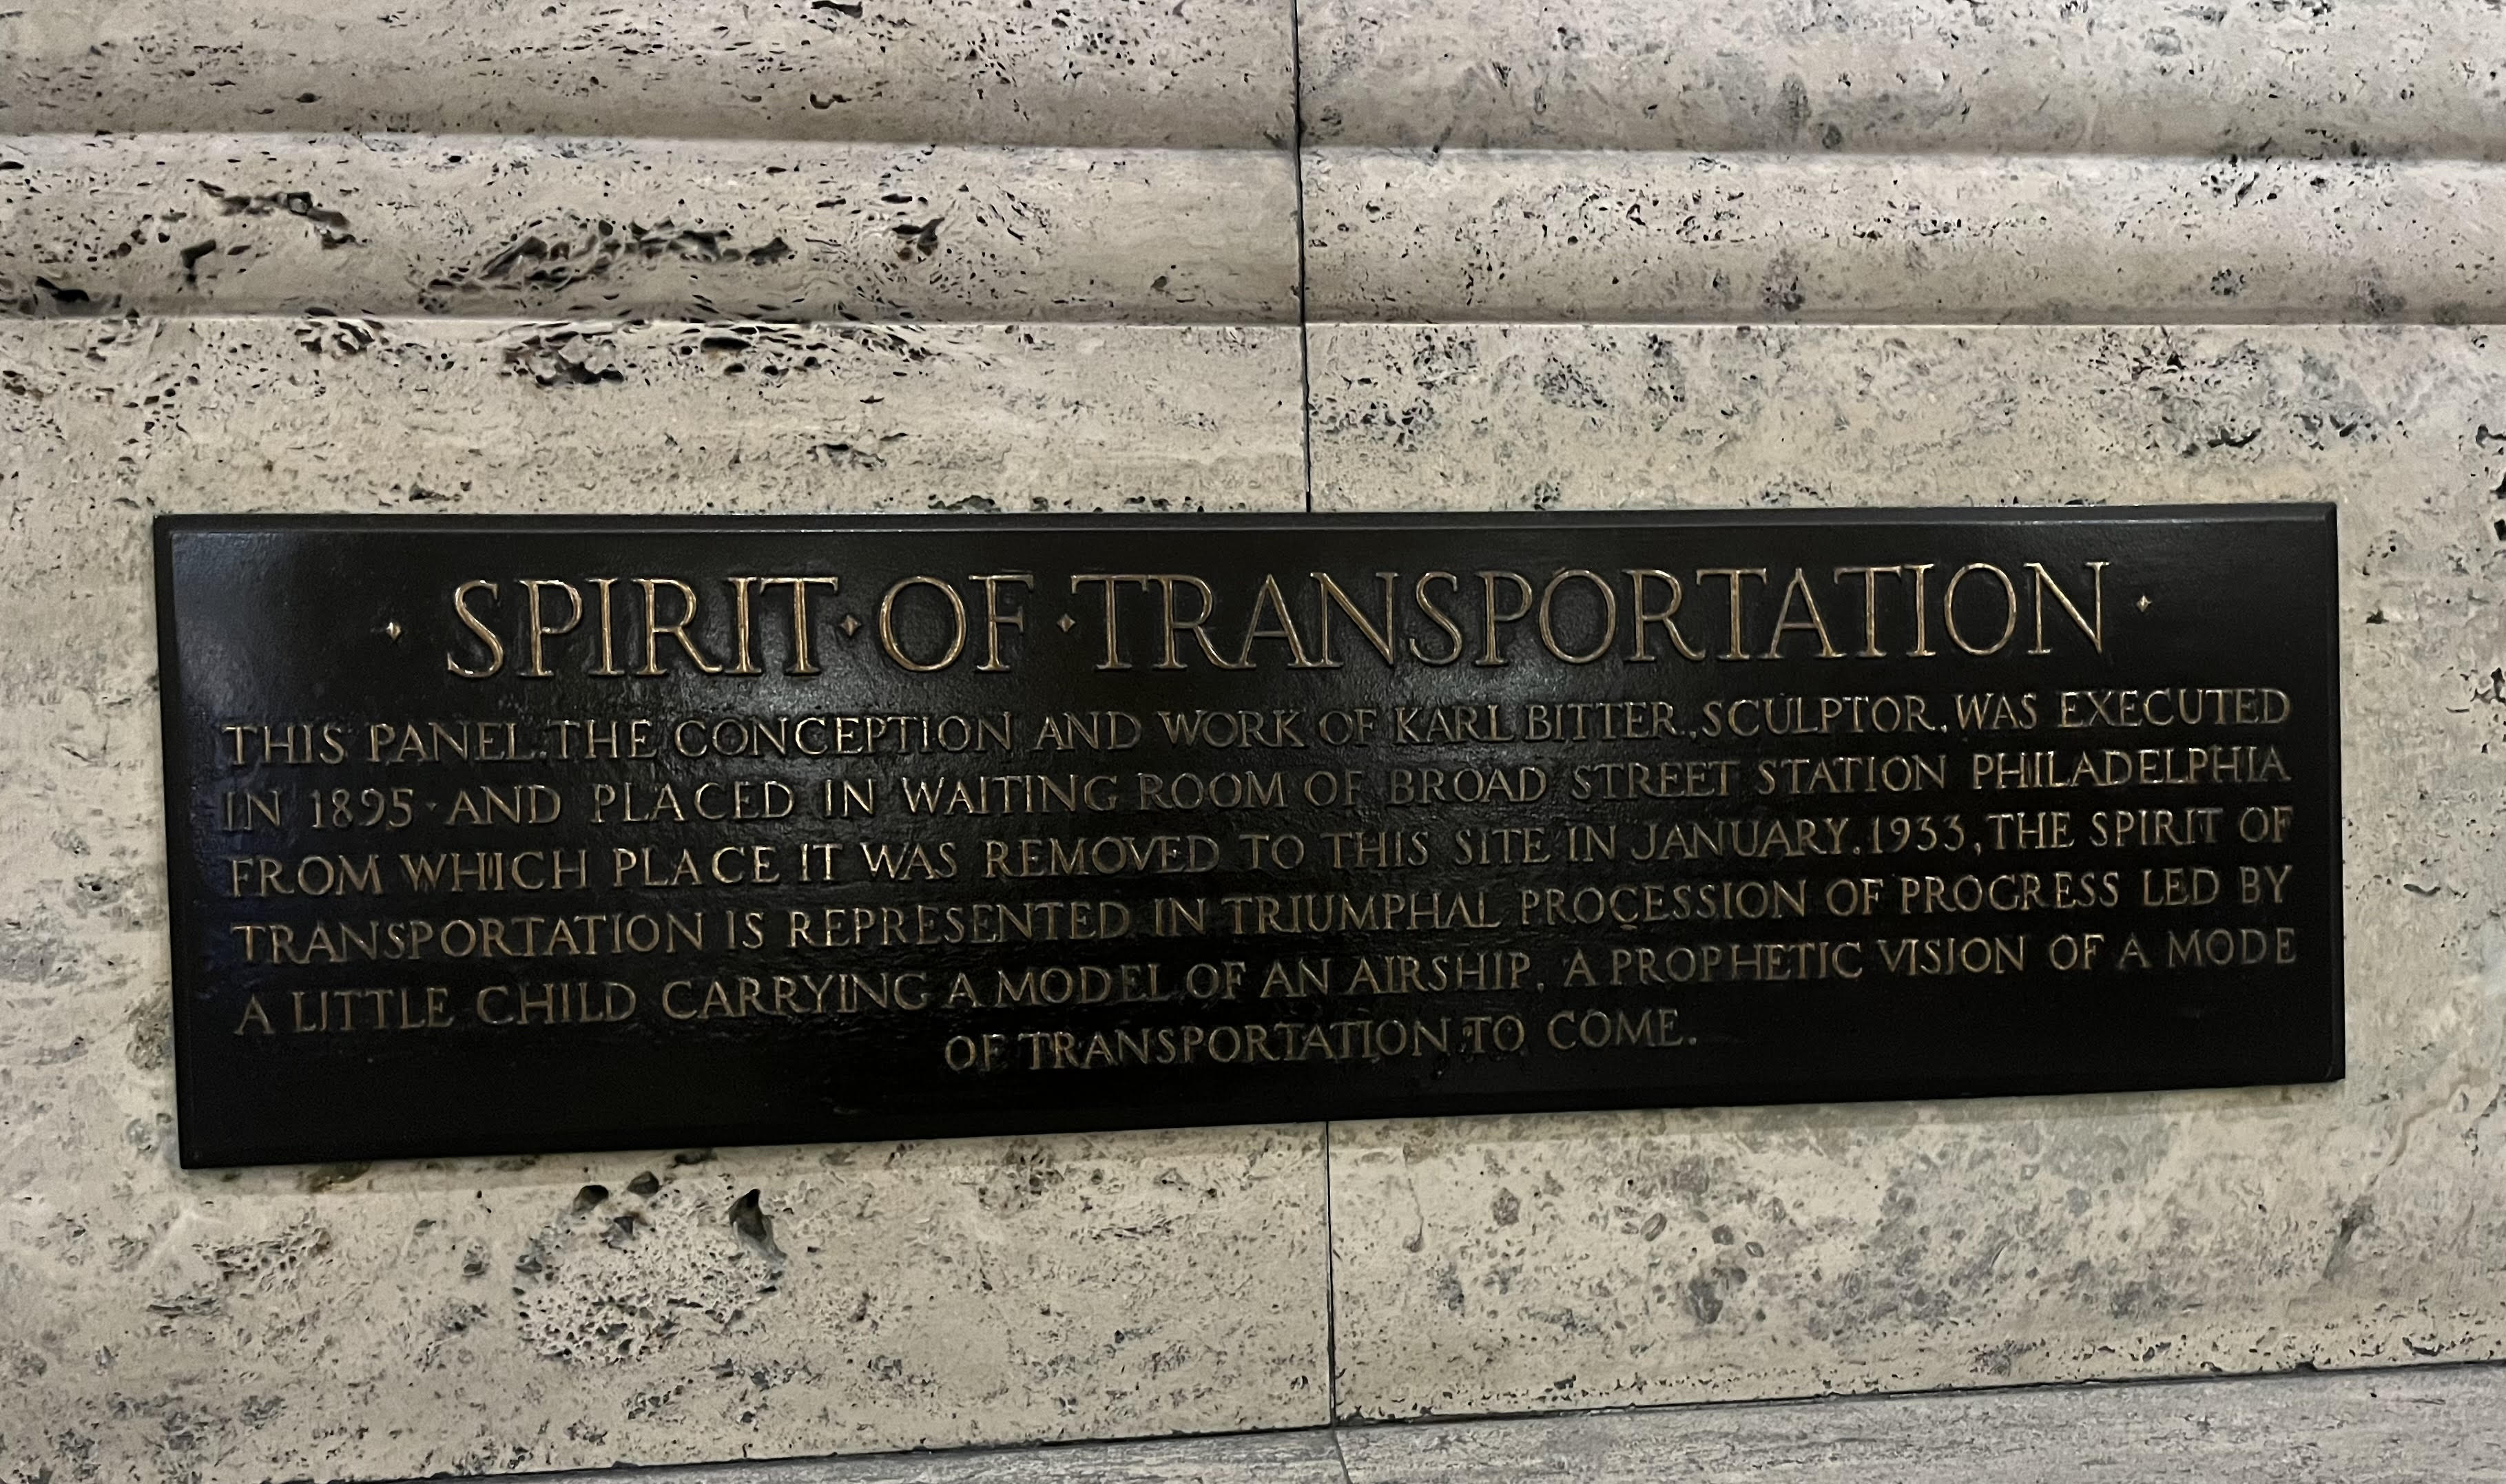 · SPIRIT · OF · TRANSPORTATION ·
THIS PANEL, THE CONCEPTION AND WORK OF KARL BITTER, SCULPTOR, WAS EXECUTED
IN 1895 · AND PLACED IN WAITING ROOM OF BROAD STREET STATION PHILADELPHIA
FROM WHICH PLACE IT WAS REMOVED TO THIS SITE IN JANUARY, 1933, THE SPIRIT OF
TRANSPORTATION IS REPRESENTED IN TRIUMPHAL PROCESSION OF PROGRESS LED BY
A LITTLE CHILD CARRYING A MODEL OF AN AIRSHIP, A PROPHETIC VISION OF A MODE
OF TRANSPORTATION TO COME.